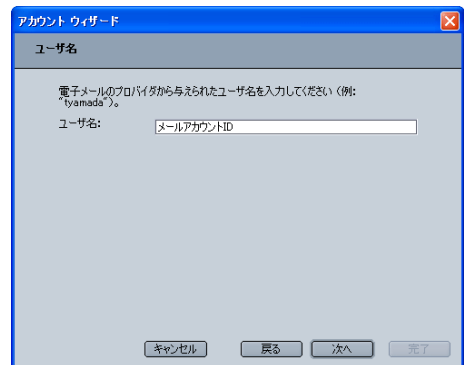 アカウント ウィザード
ユーザ名
電子メールのプロバイダから与えられたユーザ名を入力してください (例:
"tyamada")。
ユーザ名:
メールアカウントID
キャンセル
戻る
次へ
完了